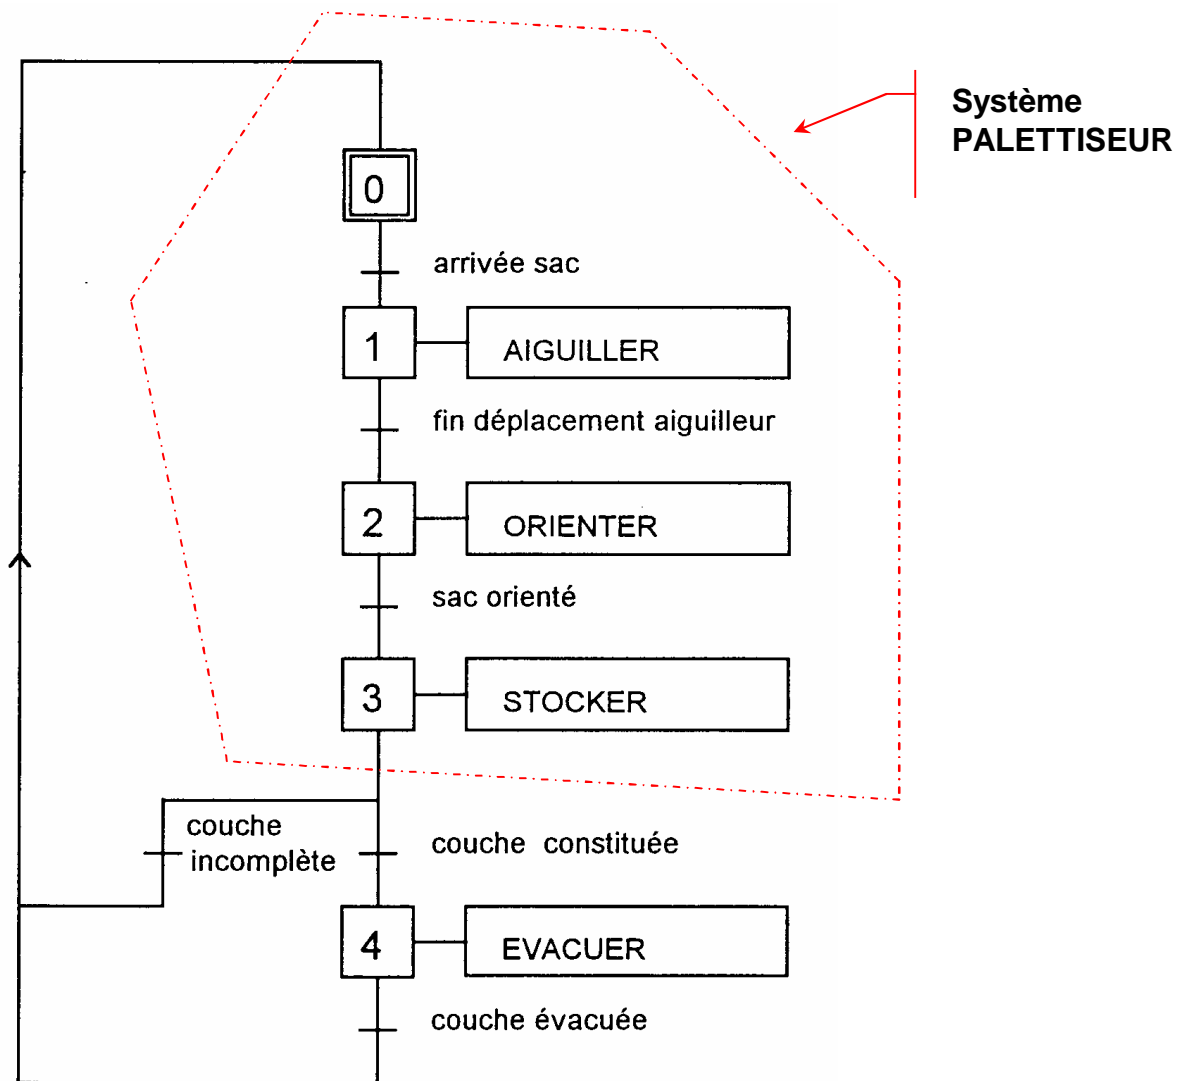 Système
PALETTISEUR
0
arrivée sac
1
AIGUILLER
fin déplacement aiguilleur
2
ORIENTER
sac orienté
3
STOCKER
couche
incomplète
couche constituée
4
EVACUER
couche évacuée